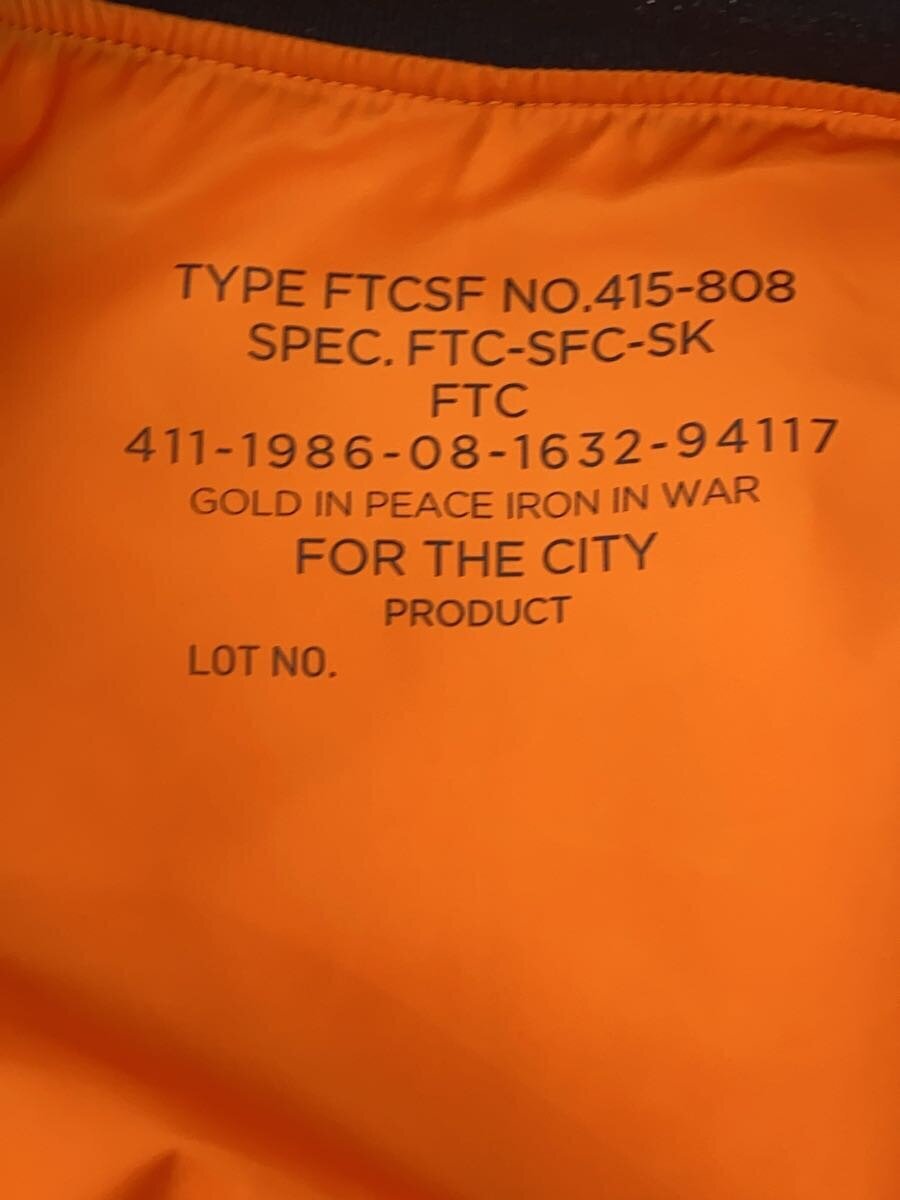 TYPE FTCSF NO.415-808
SPEC. FTC-SFC-SK
FTC
411-1986-08-1632-94117
GOLD IN PEACE IRON IN WAR
FOR THE CITY
PRODUCT
LOT NO.